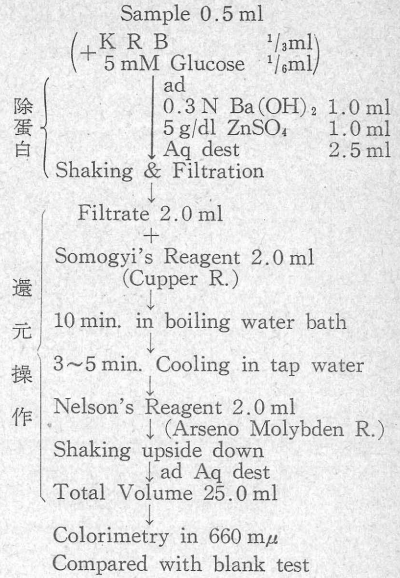 Sample 0.5 ml
(+K R B 1/3ml
5 mM Glucose 1/6ml)
除蛋白
ad
0.3 N Ba(OH)₂ 1.0 ml
5 g/dl ZnSO₄ 1.0 ml
Aq dest 2.5 ml
Shaking & Filtration
還元操作
Filtrate 2.0 ml
+
Somogyi's Reagent 2.0 ml
(Cupper R.)
10 min. in boiling water bath
3~5 min. Cooling in tap water
Nelson's Reagent 2.0 ml
(Arseno Molybden R.)
Shaking upside down
ad Aq dest
Total Volume 25.0 ml
Colorimetry in 660 mμ
Compared with blank test